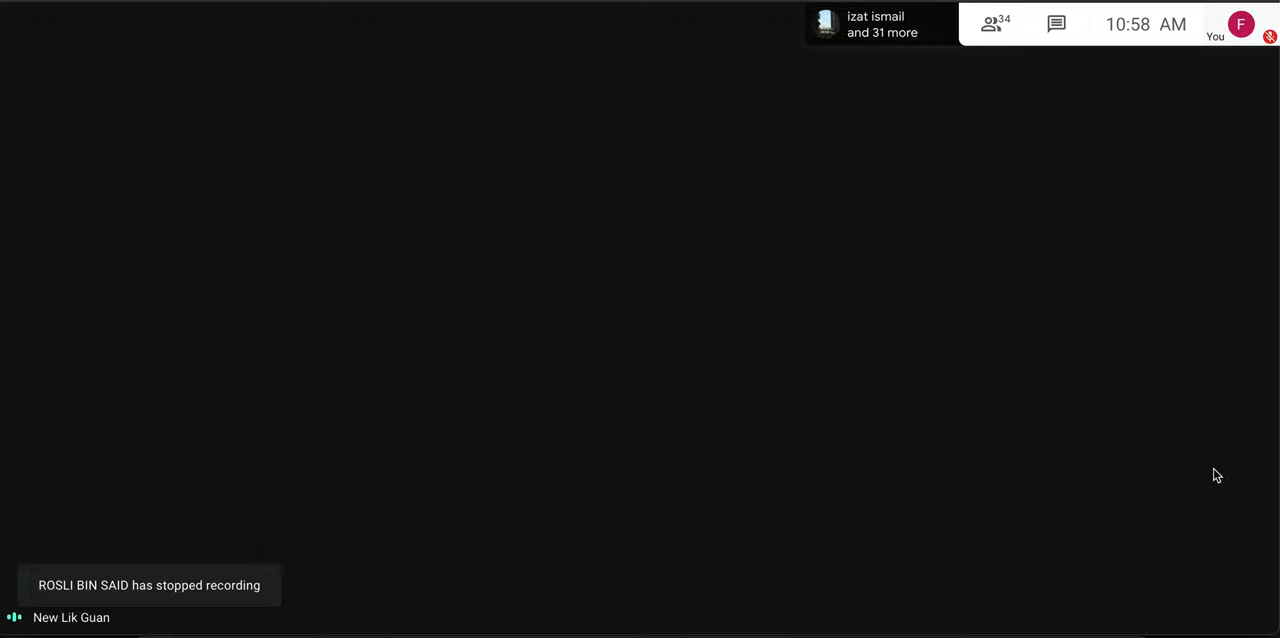 izat ismail
and 31 more
34
10:58 AM
You
F
ROSLI BIN SAID has stopped recording
New Lik Guan